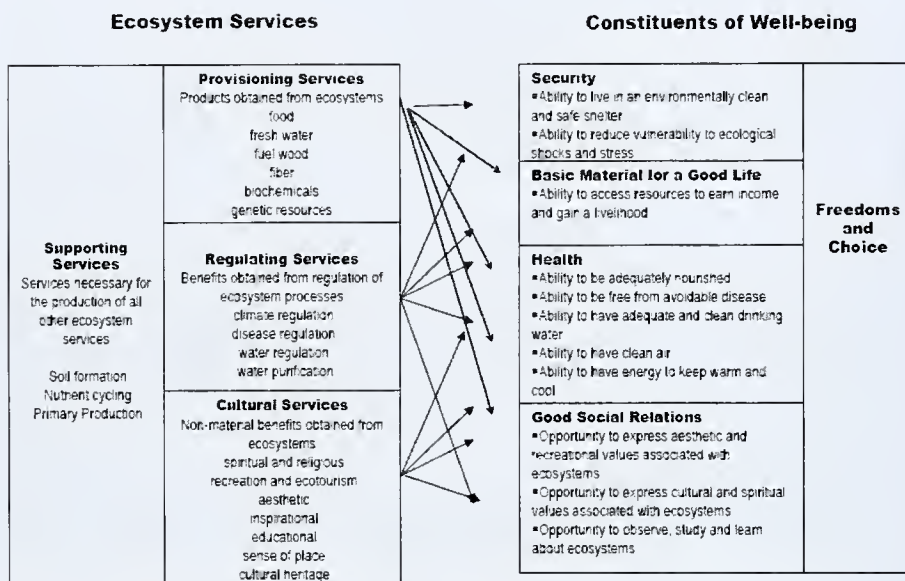 Ecosystem Services
Constituents of Well-being
Supporting
Services
Services necessary for
the production of all
other ecosystem
services
Soil formation
Nutrient cycling
Primary Production
Provisioning Services
Products obtained from ecosystems
food
fresh water
fuel wood
fiber
biochemicals
genetic resources
Regulating Services
Benefits obtained from regulation of
ecosystem processes
climate regulation
disease regulation
water regulation
water purification
Cultural Services
Non-material benefits obtained from
ecosystems
spiritual and religious
recreation and ecotourism
aesthetic
inspirational
educational
sense of place
cultural heritage
Security
▪Ability to live in an environmentally clean
and safe shelter
▪Ability to reduce vulnerability to ecological
shocks and stress
Basic Material for a Good Life
▪Ability to access resources to earn income
and gain a livelihood
Health
▪Ability to be adequately nourished
▪Ability to be free from avoidable disease
▪Ability to have adequate and clean drinking
water
▪Ability to have clean air
▪Ability to have energy to keep warm and
cool
Good Social Relations
▪Opportunity to express aesthetic and
recreational values associated with
ecosystems
▪Opportunity to express cultural and spiritual
values associated with ecosystems
▪Opportunity to observe, study and learn
about ecosystems
Freedoms
and
Choice